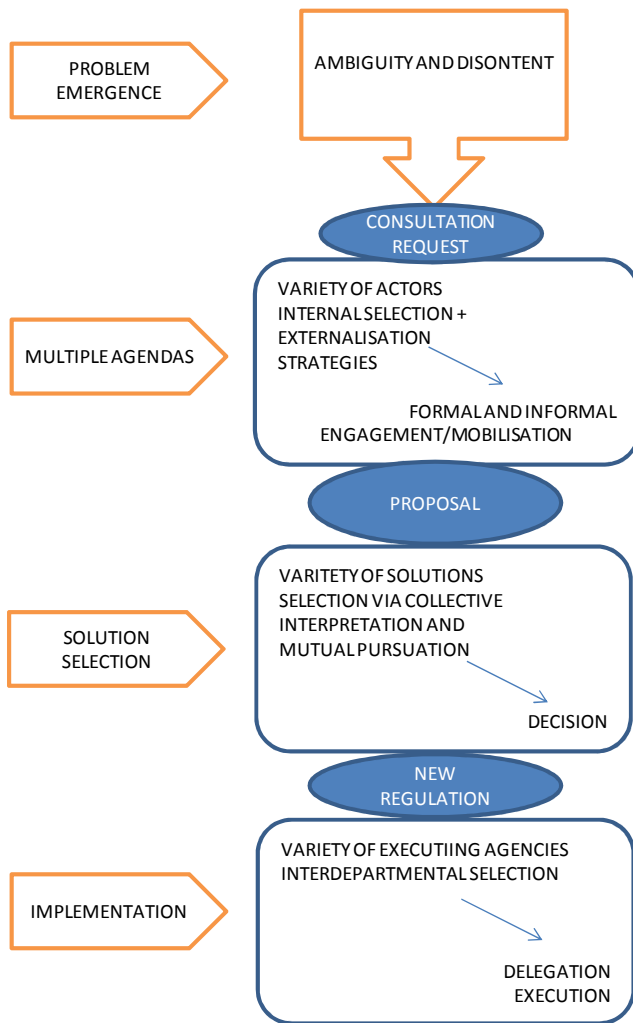 PROBLEM
EMERGENCE
AMBIGUITY AND DISONTENT
CONSULTATION
REQUEST
MULTIPLE AGENDAS
VARIETY OF ACTORS
INTERNAL SELECTION +
EXTERNALISATION
STRATEGIES
FORMAL AND INFORMAL
ENGAGEMENT/MOBILISATION
PROPOSAL
SOLUTION
SELECTION
VARITETY OF SOLUTIONS
SELECTION VIA COLLECTIVE
INTERPRETATION AND
MUTUAL PURSUATION
DECISION
NEW
REGULATION
IMPLEMENTATION
VARIETY OF EXECUTIING AGENCIES
INTERDEPARTMENTAL SELECTION
DELEGATION
EXECUTION